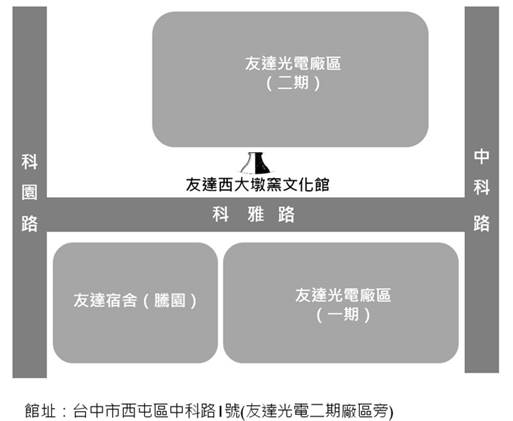 友達光電廠區
（二期）
科園路
中科路
友達西大墩窯文化館
科雅路
友達宿舍（騰園）
友達光電廠區
（一期）
館址：台中市西屯區中科路1號(友達光電二期廠區旁)